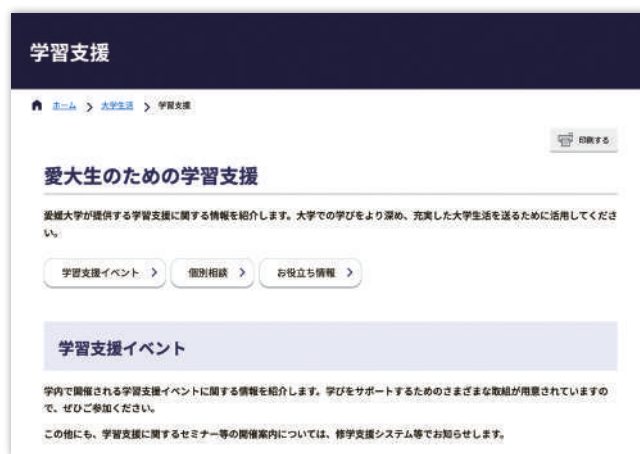 学習支援
ホーム > 大学生活 > 学習支援
印刷する
愛大生のための学習支援
愛媛大学が提供する学習支援に関する情報を紹介します。大学での学びをより深め、充実した大学生活を送るために活用してくださ
い。
学習支援イベント > 個別相談 > お役立ち情報 >
学習支援イベント
学内で開催される学習支援イベントに関する情報を紹介します。学びをサポートするためのさまざまな取組が用意されていますの
で、ぜひご参加ください。
この他にも、学習支援に関するセミナー等の開催案内については、修学支援システム等でお知らせします。